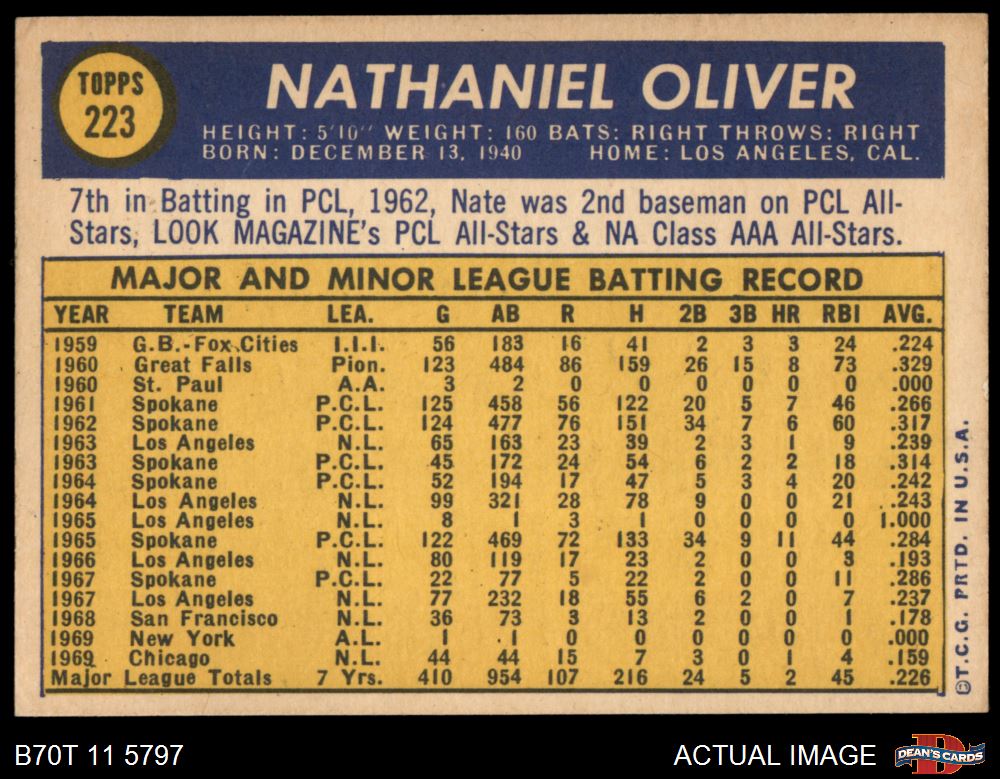 TOPPS
223
NATHANIEL OLIVER
HEIGHT: 5'10" WEIGHT: 160 BATS: RIGHT THROWS: RIGHT
BORN: DECEMBER 13, 1940 HOME: LOS ANGELES, CAL.
7th in Batting in PCL, 1962, Nate was 2nd baseman on PCL All-
Stars, LOOK MAGAZINE's PCL All-Stars & NA Class AAA All-Stars.
MAJOR AND MINOR LEAGUE BATTING RECORD
YEAR TEAM LEA. G AB R H 2B 3B HR RBI AVG.
1959 G.B.-Fox Cities I.I.I. 56 183 16 41 2 3 3 24 .224
1960 Great Falls Pion. 123 484 86 159 26 15 8 73 .329
1960 St. Paul A.A. 3 2 0 0 0 0 0 0 .000
1961 Spokane P.C.L. 125 458 56 122 20 5 7 46 .266
1962 Spokane P.C.L. 124 477 76 151 34 7 6 60 .317
1963 Los Angeles N.L. 65 163 23 39 2 3 1 9 .239
1963 Spokane P.C.L. 45 172 24 54 6 2 2 18 .314
1964 Spokane P.C.L. 52 194 17 47 5 3 4 20 .242
1964 Los Angeles N.L. 99 321 28 78 9 0 0 21 .243
1965 Los Angeles N.L. 8 1 3 1 0 0 0 0 1.000
1965 Spokane P.C.L. 122 469 72 133 34 9 11 44 .284
1966 Los Angeles N.L. 80 119 17 23 2 0 0 3 .193
1967 Spokane P.C.L. 22 77 5 22 2 0 0 11 .286
1967 Los Angeles N.L. 77 232 18 55 6 2 0 7 .237
1968 San Francisco N.L. 36 73 3 13 2 0 0 1 .178
1969 New York A.L. 1 1 0 0 0 0 0 0 .000
1969 Chicago N.L. 44 44 15 7 3 0 1 4 .159
Major League Totals 7 Yrs. 410 954 107 216 24 5 2 45 .226
©T.C.G. PRTD. IN U.S.A.
B70T 11 5797 ACTUAL IMAGE
DEAN'S CARDS